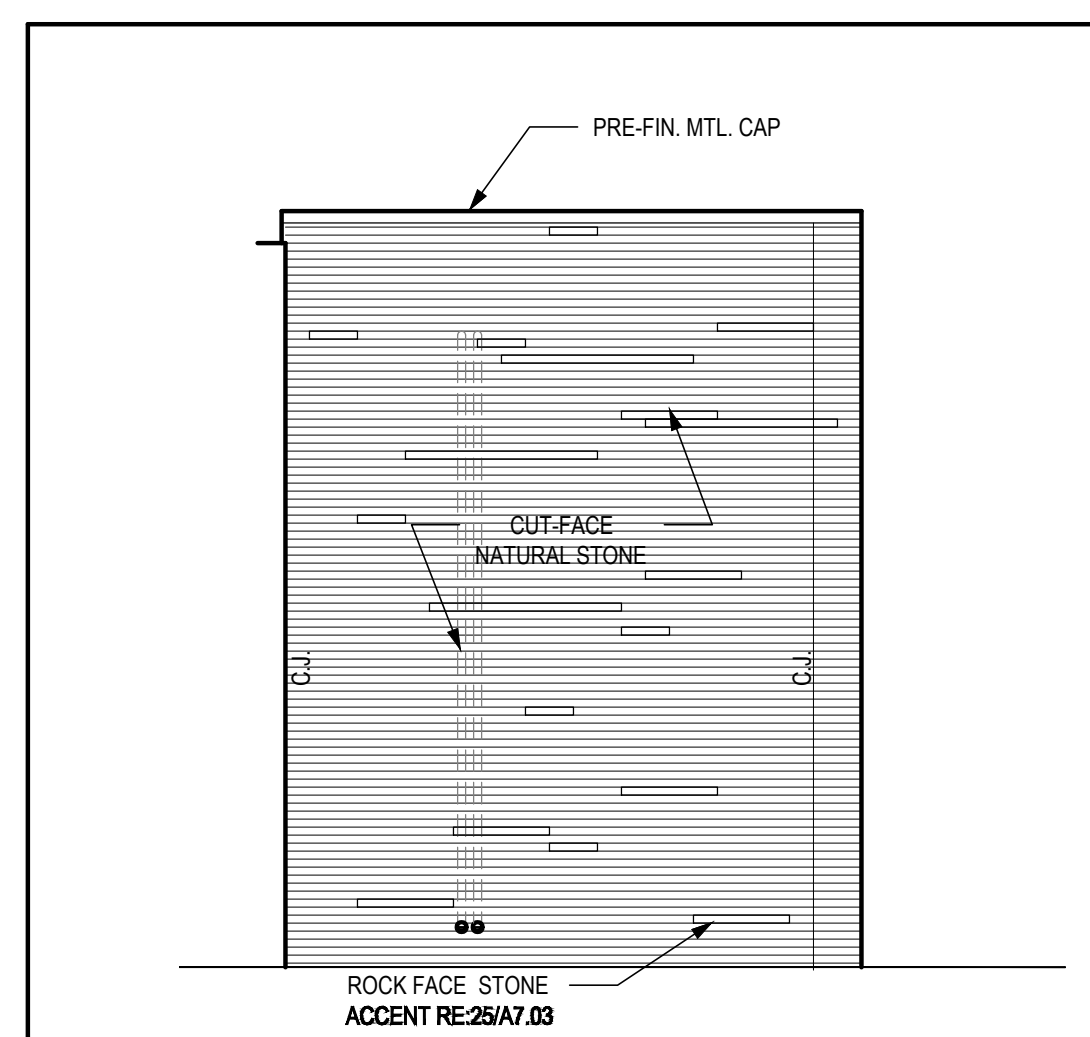 PRE-FIN. MTL. CAP
CUT-FACE
NATURAL STONE
C.J.
C.J.
ROCK FACE STONE
ACCENT RE:25/A7.03